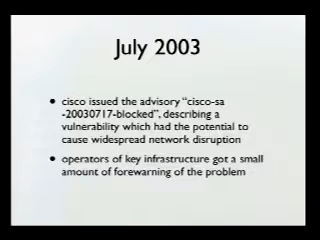 July 2003
• cisco issued the advisory “cisco-sa
-20030717-blocked”, describing a
vulnerability which had the potential to
cause widespread network disruption
• operators of key infrastructure got a small
amount of forewarning of the problem